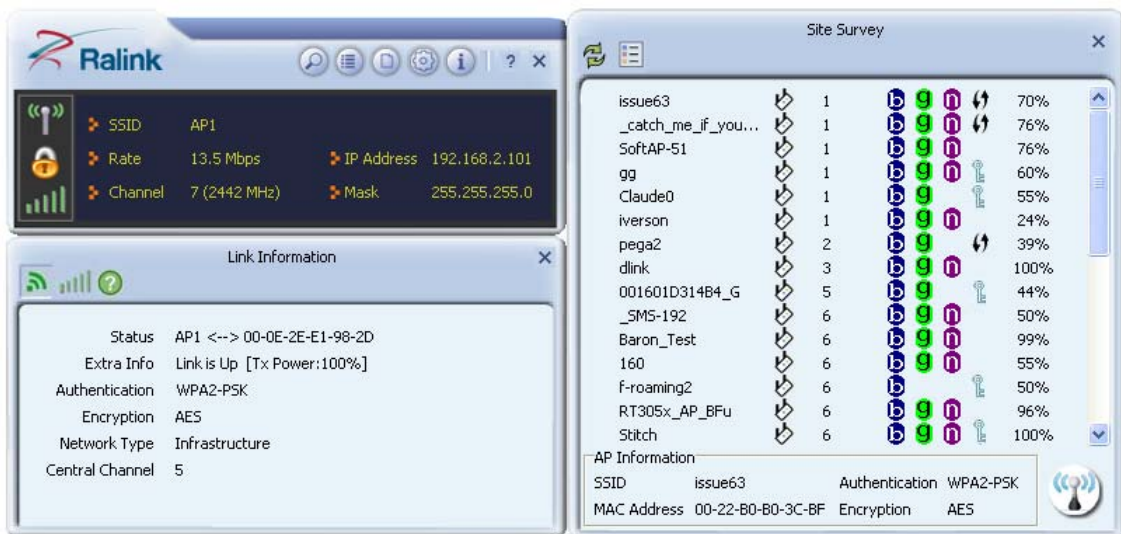 Ralink
? ×
SSID AP1
Rate 13.5 Mbps IP Address 192.168.2.101
Channel 7 (2442 MHz) Mask 255.255.255.0
Link Information
Status AP1 <--> 00-0E-2E-E1-98-2D
Extra Info Link is Up [Tx Power:100%]
Authentication WPA2-PSK
Encryption AES
Network Type Infrastructure
Central Channel 5
Site Survey
issue63 1 b g n 70%
_catch_me_if_you... 1 b g n 76%
SoftAP-51 1 b g n 76%
gg 1 b g n 60%
Claude0 1 b g 55%
iverson 1 b g n 24%
pega2 2 b g 39%
dlink 3 b g n 100%
001601D314B4_G 5 b g 44%
_SMS-192 6 b g n 50%
Baron_Test 6 b g n 99%
160 6 b g n 55%
f-roaming2 6 b 50%
RT305x_AP_BFu 6 b g n 96%
Stitch 6 b g n 100%
AP Information
SSID issue63 Authentication WPA2-PSK
MAC Address 00-22-B0-B0-3C-BF Encryption AES